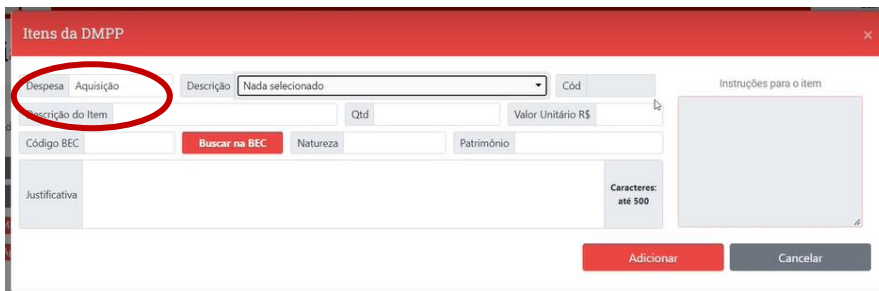 Itens da DMPP ×
Despesa Aquisição Descrição Nada selecionado Cód Instruções para o item
Descrição do Item Qtd Valor Unitário R$
Código BEC Buscar na BEC Natureza Patrimônio
Justificativa Caracteres:
até 500
Adicionar Cancelar